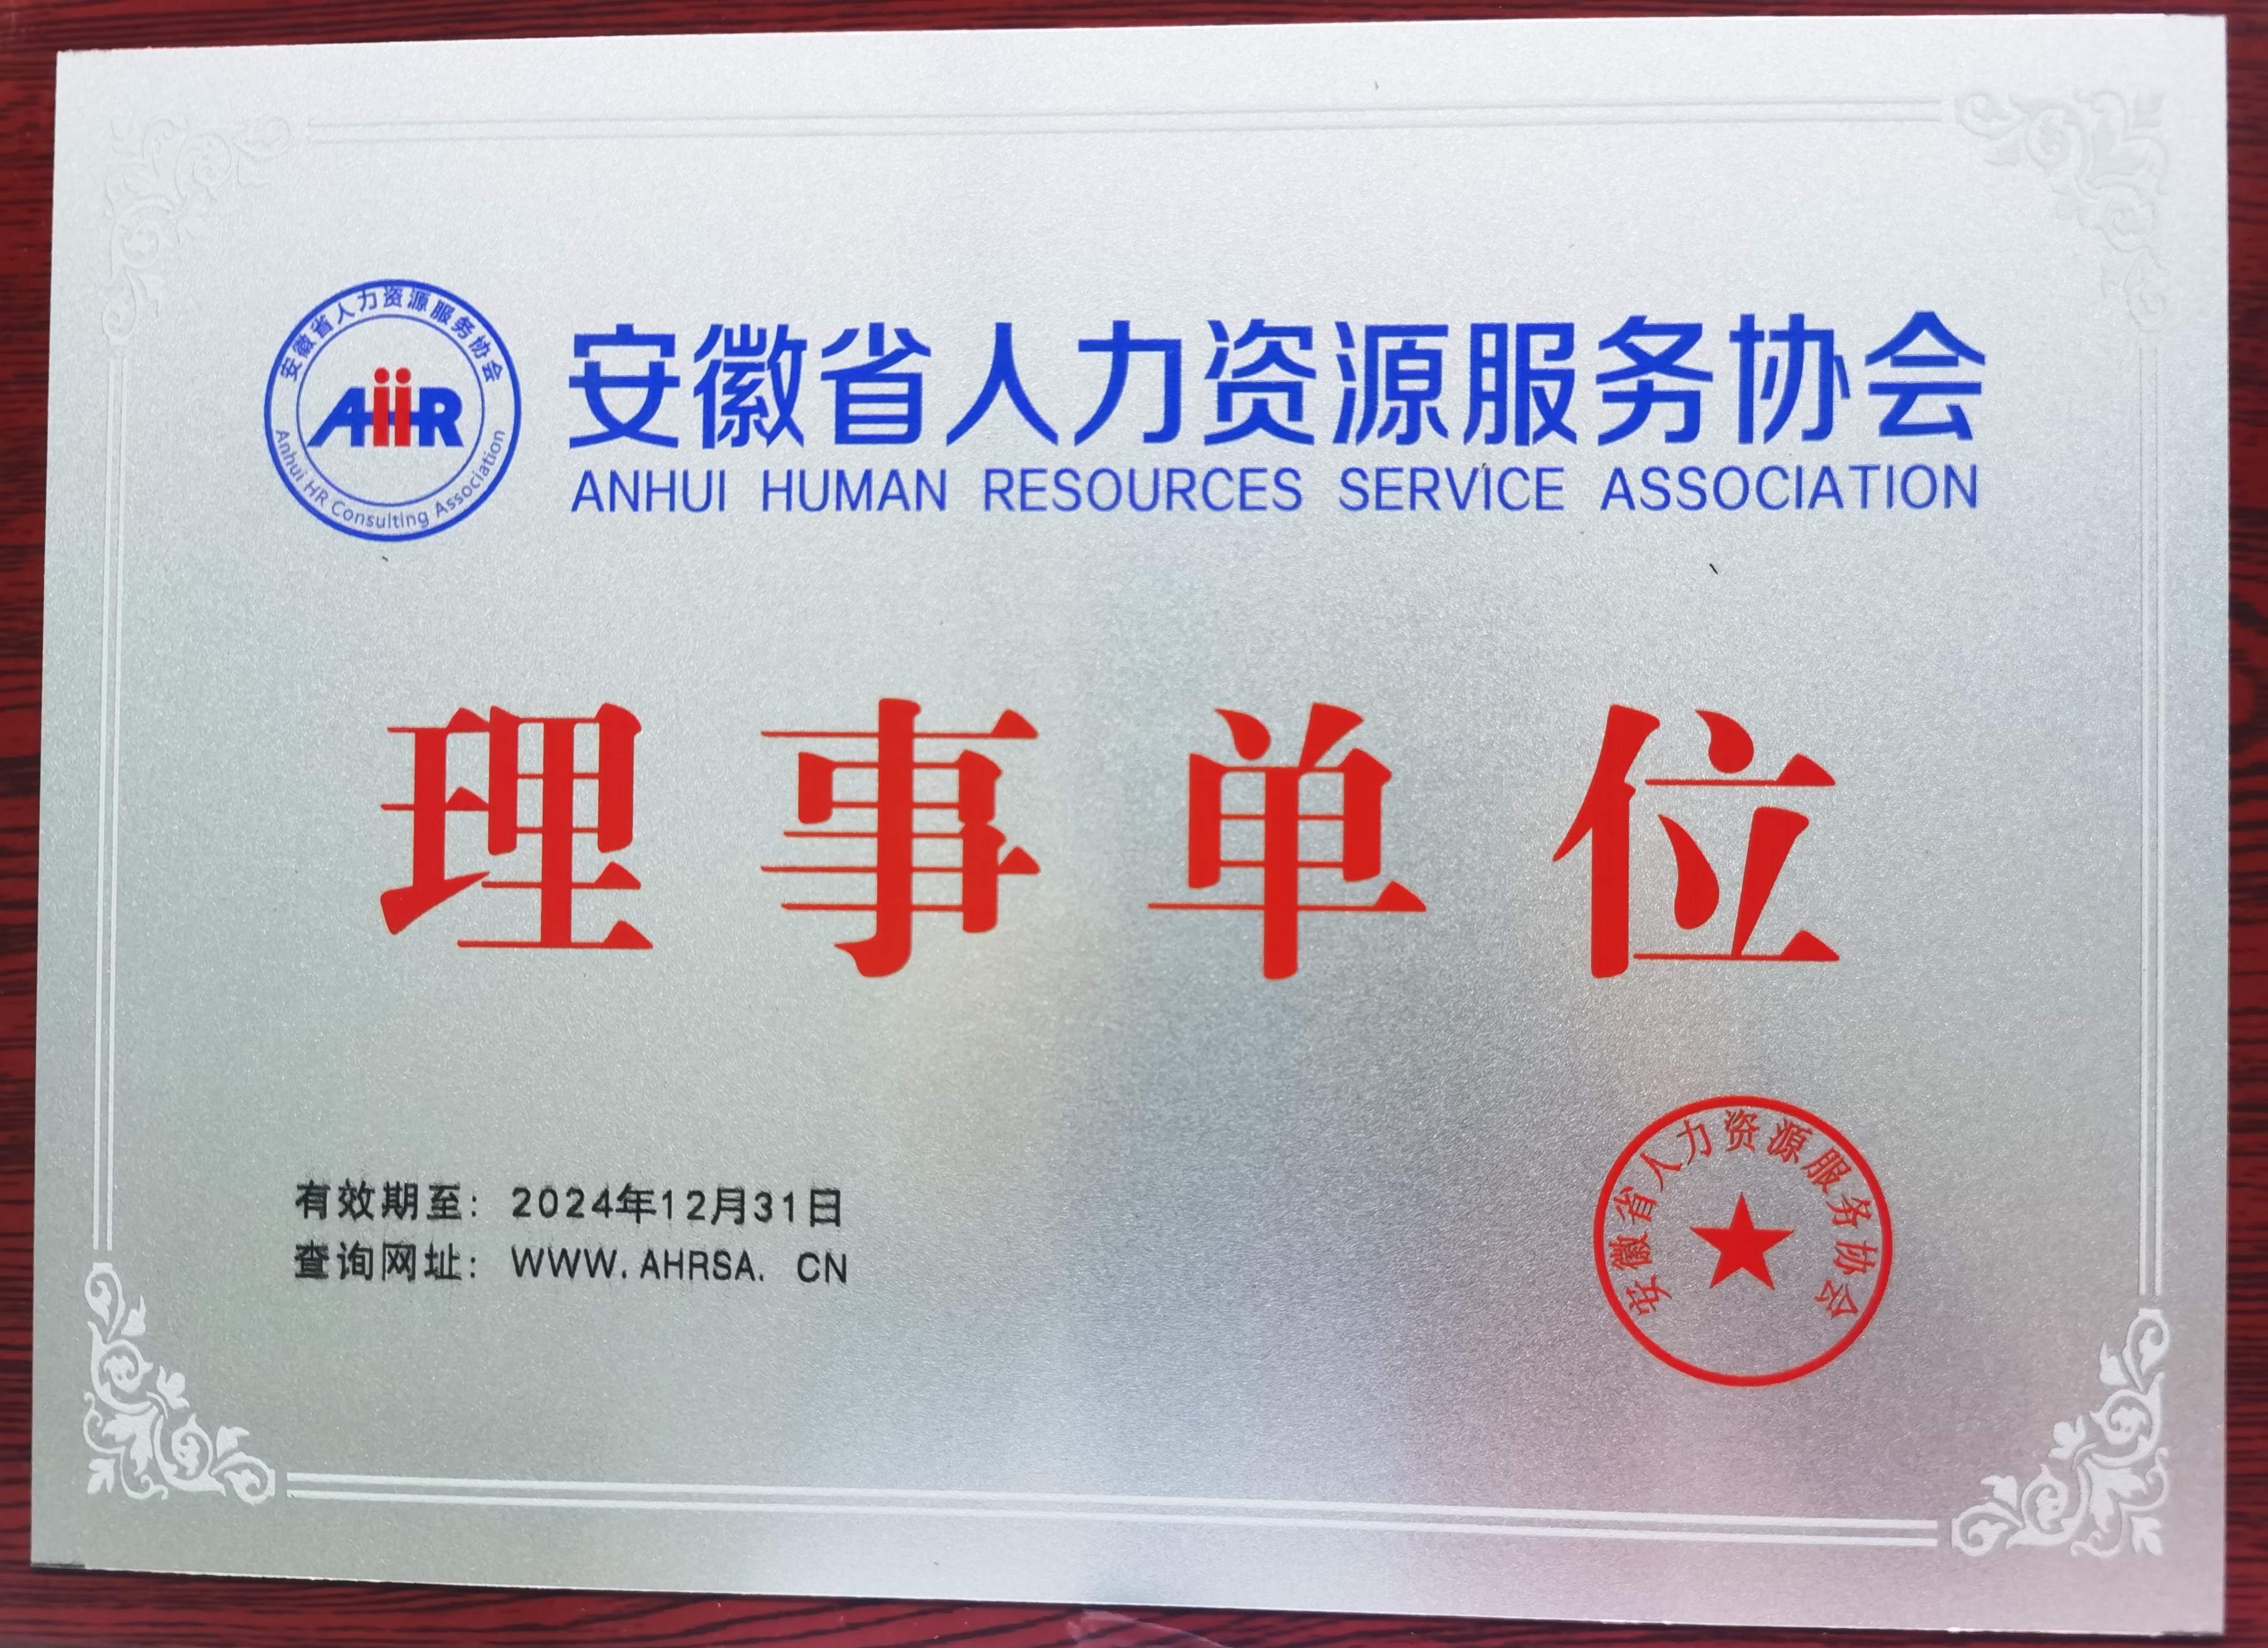 安徽省人力资源服务协会
AiiR
Anhui HR Consulting Association
安徽省人力资源服务协会
ANHUI HUMAN RESOURCES SERVICE ASSOCIATION
理事单位
有效期至：2024年12月31日
查询网址：WWW.AHRSA. CN
安徽省人力资源服务协会